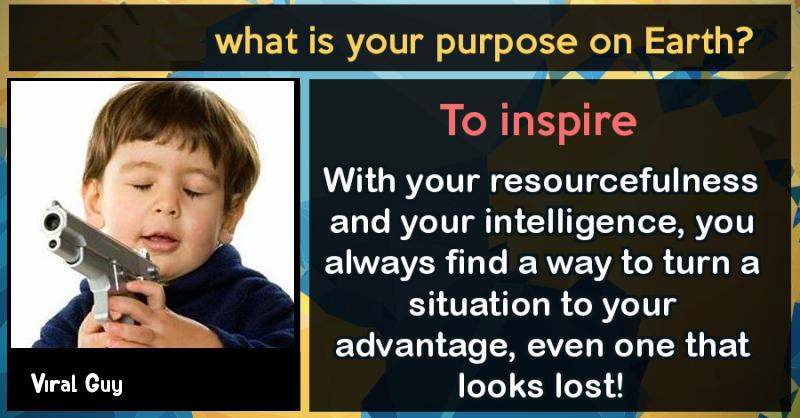 what is your purpose on Earth?
To inspire
With your resourcefulness
and your intelligence, you
always find a way to turn a
situation to your
advantage, even one that
looks lost!
Viral Guy